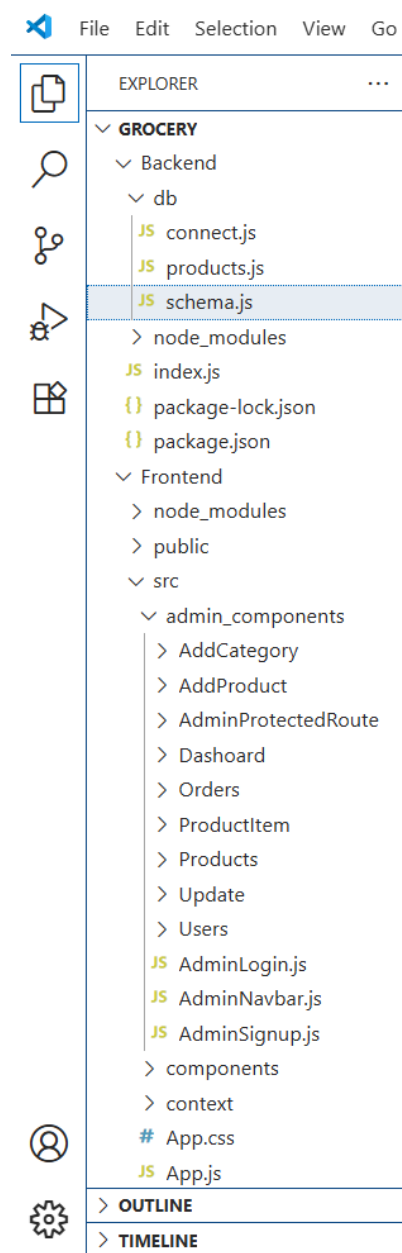 File Edit Selection View Go
EXPLORER ...
GROCERY
Backend
db
JS connect.js
JS products.js
JS schema.js
node_modules
JS index.js
{} package-lock.json
{} package.json
Frontend
node_modules
public
src
admin_components
AddCategory
AddProduct
AdminProtectedRoute
Dashoard
Orders
ProductItem
Products
Update
Users
JS AdminLogin.js
JS AdminNavbar.js
JS AdminSignup.js
components
context
# App.css
JS App.js
OUTLINE
TIMELINE